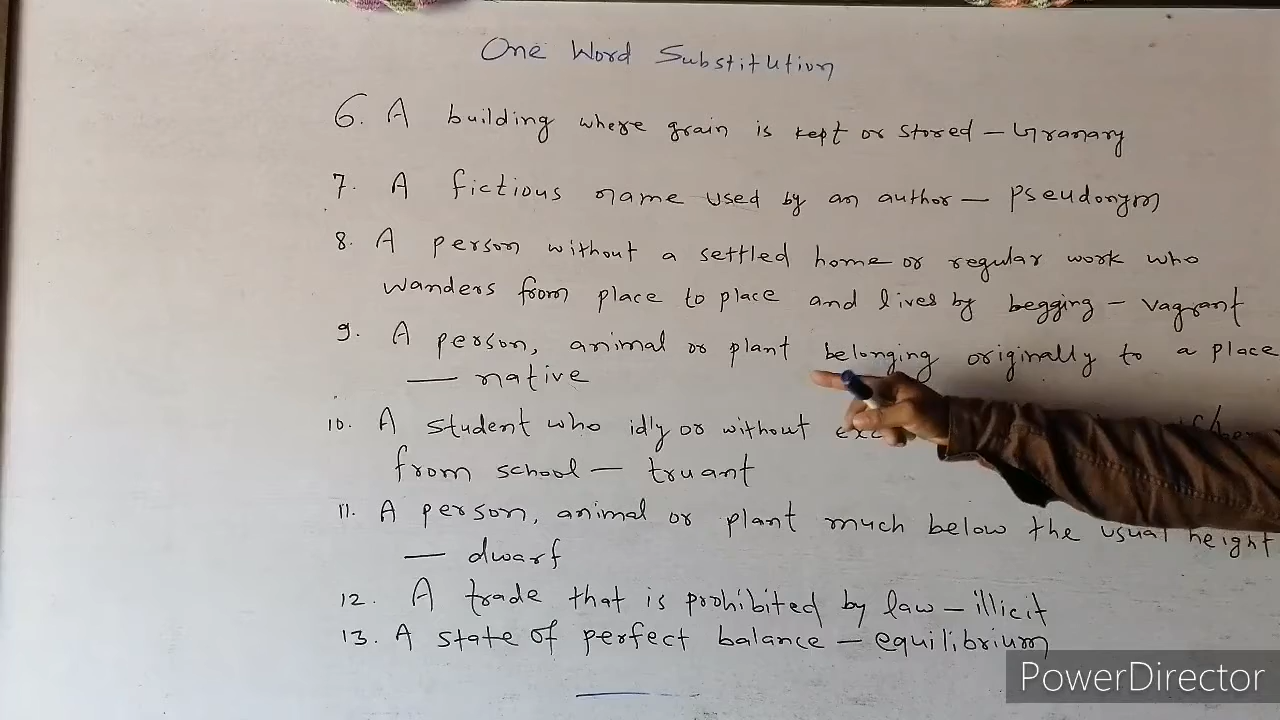 One Word Substitution
6. A building where grain is kept or stored – Granary
7. A fictious name used by an author – Pseudonym
8. A person without a settled home or regular work who
wanders from place to place and lives by begging – vagrant
9. A person, animal or plant belonging originally to a place
— native
10. A student who idly or without
from school – truant
11. A person, animal or plant much below the usual height
— dwarf
12. A trade that is prohibited by law – illicit
13. A state of perfect balance – equilibrium
PowerDirector